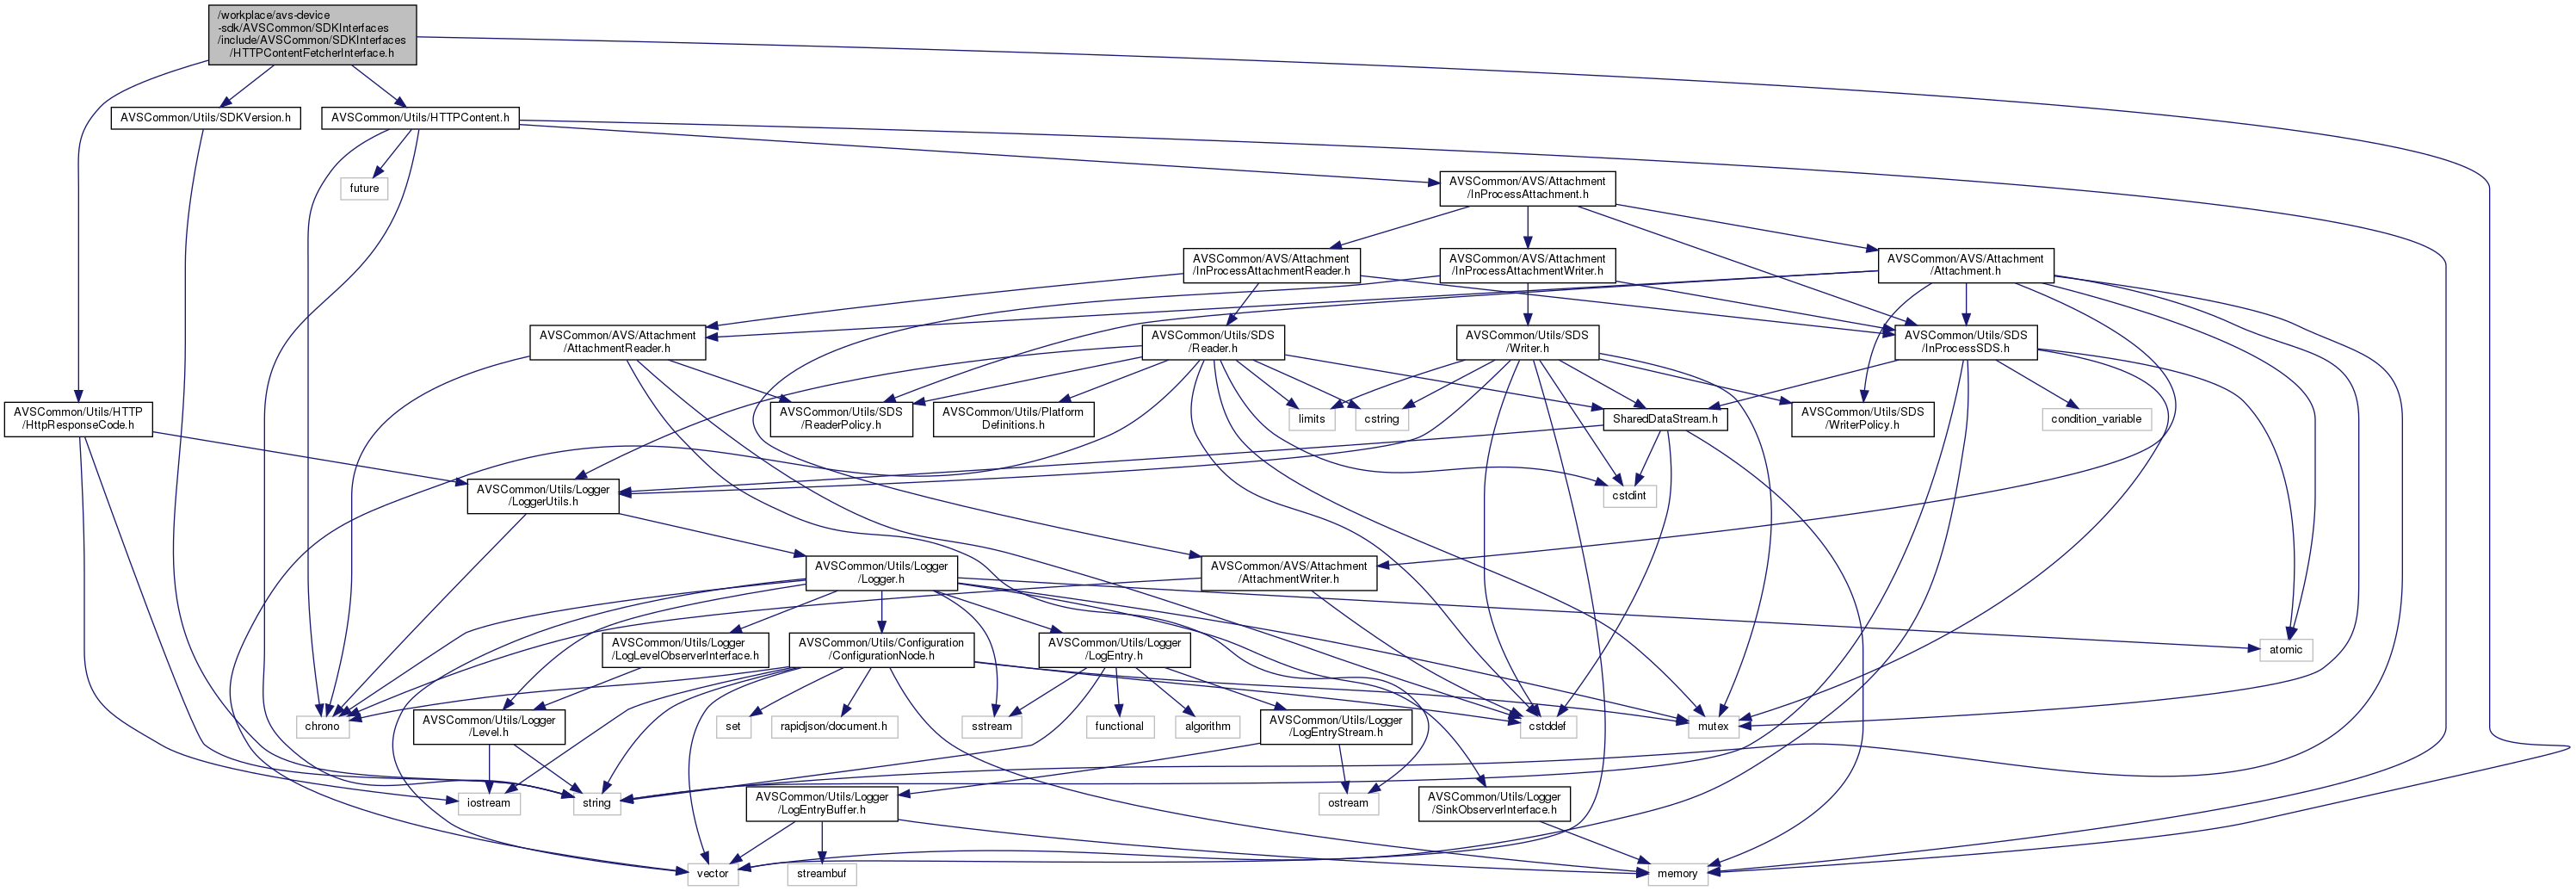 /workplace/avs-device
-sdk/AVSCommon/SDKInterfaces
/include/AVSCommon/SDKInterfaces
/HTTPContentFetcherInterface.h
AVSCommon/Utils/SDKVersion.h
AVSCommon/Utils/HTTPContent.h
future
AVSCommon/AVS/Attachment
/InProcessAttachment.h
AVSCommon/AVS/Attachment
/InProcessAttachmentReader.h
AVSCommon/AVS/Attachment
/InProcessAttachmentWriter.h
AVSCommon/AVS/Attachment
/Attachment.h
AVSCommon/AVS/Attachment
/AttachmentReader.h
AVSCommon/Utils/SDS
/Reader.h
AVSCommon/Utils/SDS
/Writer.h
AVSCommon/Utils/SDS
/InProcessSDS.h
AVSCommon/Utils/HTTP
/HttpResponseCode.h
AVSCommon/Utils/SDS
/ReaderPolicy.h
AVSCommon/Utils/Platform
Definitions.h
limits
cstring
SharedDataStream.h
AVSCommon/Utils/SDS
/WriterPolicy.h
condition_variable
AVSCommon/Utils/Logger
/LoggerUtils.h
cstdint
AVSCommon/Utils/Logger
/Logger.h
AVSCommon/AVS/Attachment
/AttachmentWriter.h
AVSCommon/Utils/Logger
/LogLevelObserverInterface.h
AVSCommon/Utils/Configuration
/ConfigurationNode.h
AVSCommon/Utils/Logger
/LogEntry.h
atomic
chrono
AVSCommon/Utils/Logger
/Level.h
set
rapidjson/document.h
sstream
functional
algorithm
AVSCommon/Utils/Logger
/LogEntryStream.h
cstddef
mutex
iostream
string
AVSCommon/Utils/Logger
/LogEntryBuffer.h
ostream
AVSCommon/Utils/Logger
/SinkObserverInterface.h
vector
streambuf
memory